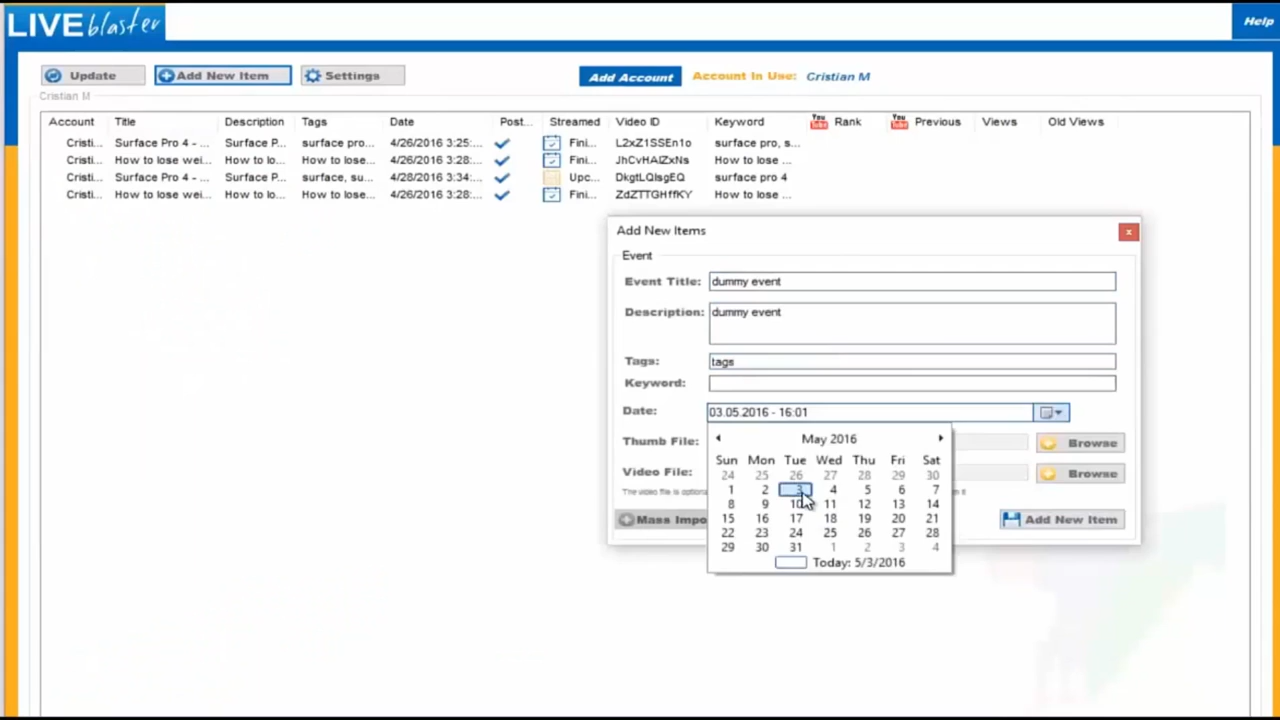 LIVE blaster
Help
Update
Add New Item
Settings
Add Account
Account In Use: Cristian M
Cristian M
Account Title Description Tags Date Post... Streamed Video ID Keyword You Tube Rank You Tube Previous Views Old Views
Cristi... Surface Pro 4 - ... Surface P... surface pro... 4/26/2016 3:25:... Fini... L2xZ1SSEn1o surface pro, s...
Cristi... How to lose wei... How to lo... How to lose... 4/26/2016 3:28:... Fini... JhCvHAIZxNs How to lose ...
Cristi... Surface Pro 4 - ... Surface P... surface, su... 4/28/2016 3:34:... Upc... DkgtLQIsgEQ surface pro 4
Cristi... How to lose wei... How to lo... How to lose... 4/26/2016 3:28:... Fini... ZdZTTGHffKY How to lose ...
Add New Items
x
Event
Event Title: dummy event
Description: dummy event
Tags: tags
Keyword:
Date: 03.05.2016 - 16:01
May 2016
Sun Mon Tue Wed Thu Fri Sat
24 25 26 27 28 29 30
1 2 3 4 5 6 7
8 9 10 11 12 13 14
15 16 17 18 19 20 21
22 23 24 25 26 27 28
29 30 31 1 2 3 4
Today: 5/3/2016
Thumb File: Browse
Video File: Browse
The video file is option
Mass Impo
Add New Item